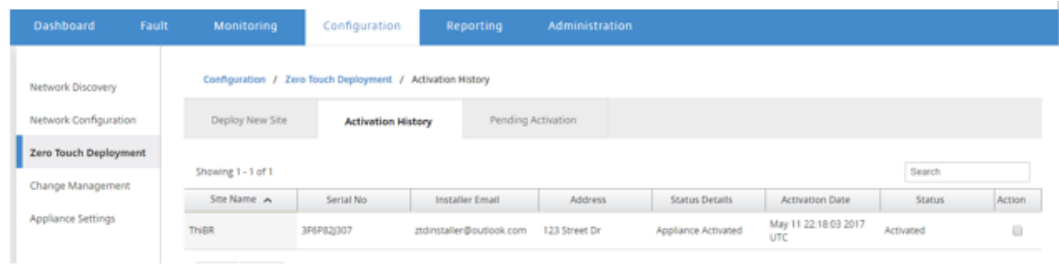 Dashboard Fault Monitoring Configuration Reporting Administration
Network Discovery
Network Configuration
Zero Touch Deployment
Change Management
Appliance Settings
Configuration / Zero Touch Deployment / Activation History
Deploy New Site Activation History Pending Activation
Showing 1 - 1 of 1 Search
Site Name Serial No Installer Email Address Status Details Activation Date Status Action
ThiBR 3F6P82J307 ztdinstaller@outlook.com 123 Street Dr Appliance Activated May 11 22:18:03 2017 Activated
UTC